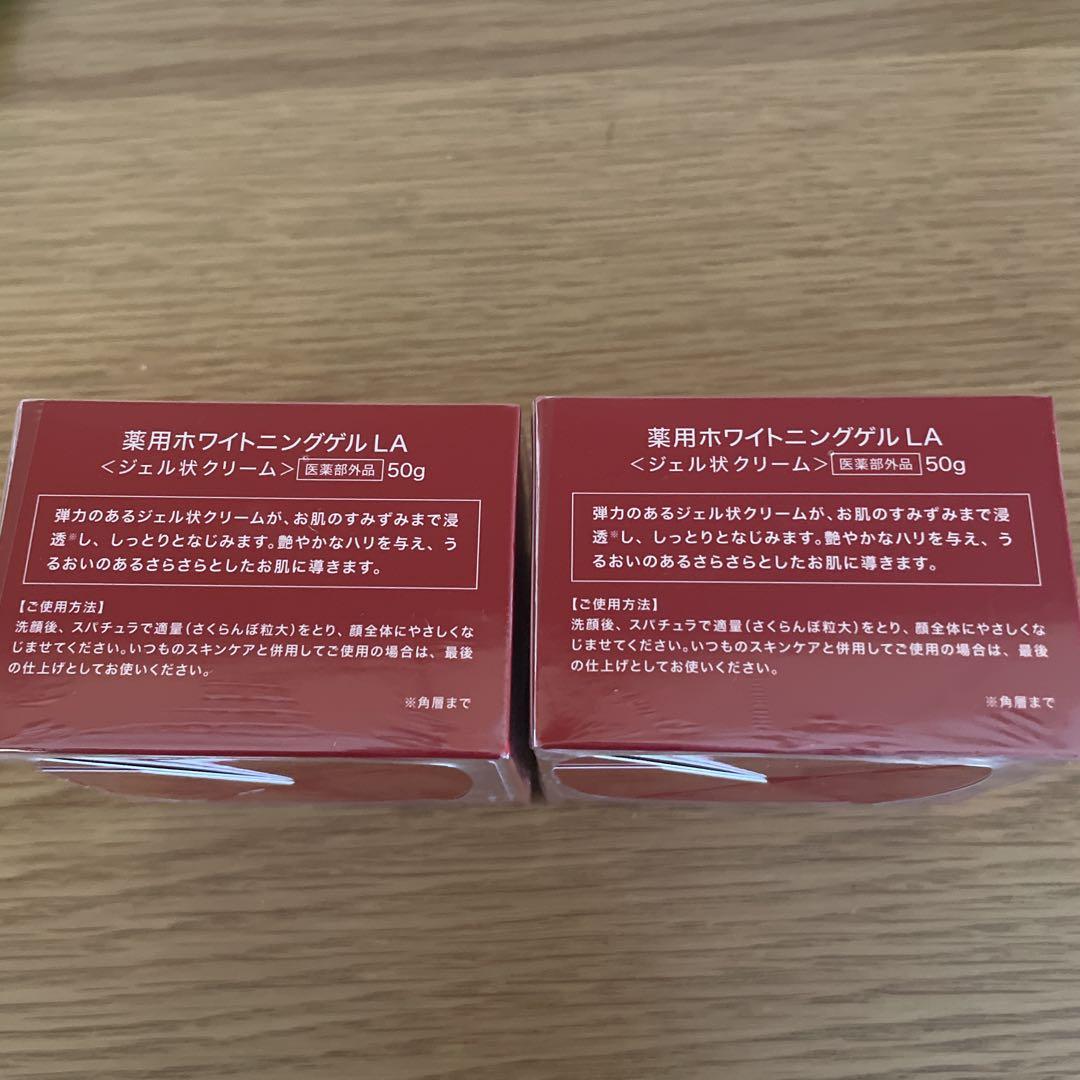 薬用ホワイトニングゲル LA
＜ジェル状クリーム＞ 医薬部外品 50g
弾力のあるジェル状クリームが、お肌のすみずみまで浸
透※し、しっとりとなじみます。艶やかなハリを与え、う
るおいのあるさらさらとしたお肌に導きます。
【ご使用方法】
洗顔後、スパチュラで適量（さくらんぼ粒大）をとり、顔全体にやさしくな
じませてください。いつものスキンケアと併用してご使用の場合は、最後
の仕上げとしてお使いください。
※角層まで
薬用ホワイトニングゲル LA
＜ジェル状クリーム＞ 医薬部外品 50g
弾力のあるジェル状クリームが、お肌のすみずみまで浸
透※し、しっとりとなじみます。艶やかなハリを与え、う
るおいのあるさらさらとしたお肌に導きます。
【ご使用方法】
洗顔後、スパチュラで適量（さくらんぼ粒大）をとり、顔全体にやさしくな
じませてください。いつものスキンケアと併用してご使用の場合は、最後
の仕上げとしてお使いください。
※角層まで